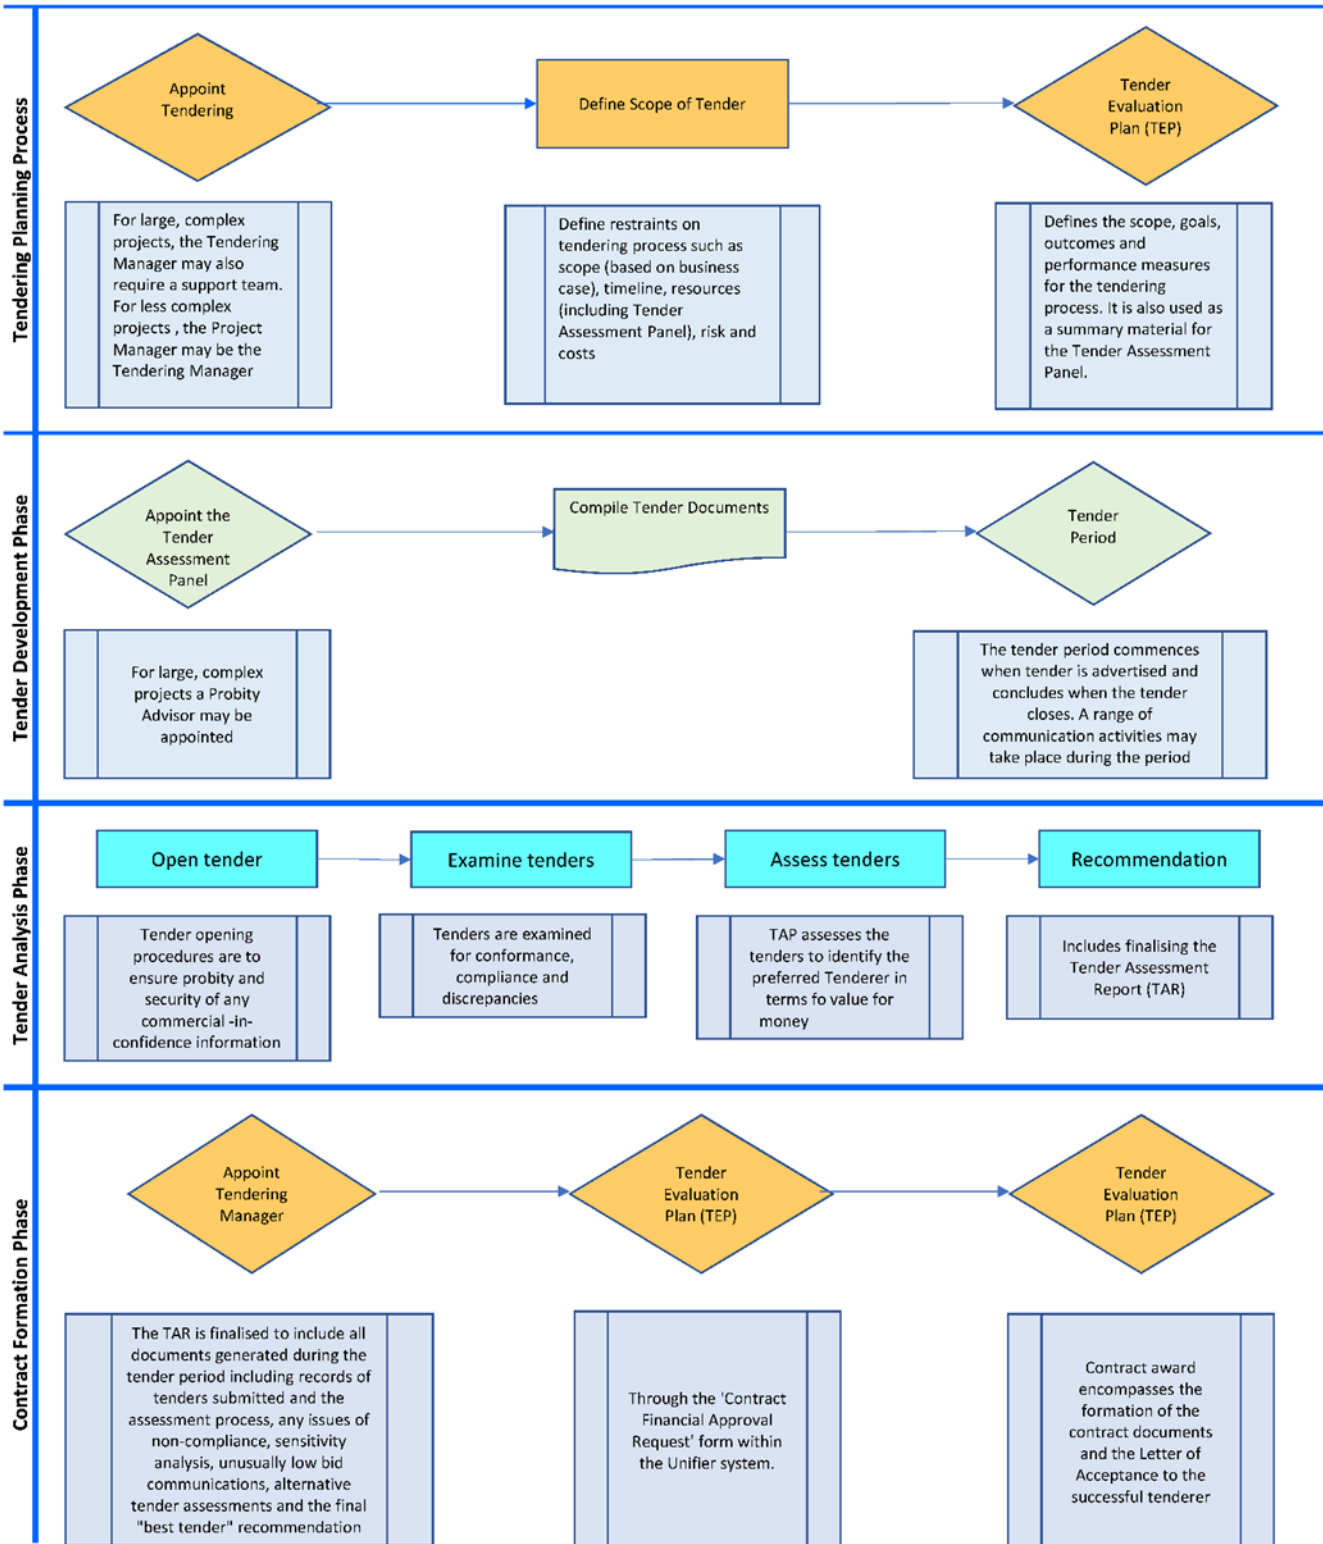 Tendering Planning Process
Appoint
Tendering
Define Scope of Tender
Tender
Evaluation
Plan (TEP)
For large, complex
projects, the Tendering
Manager may also
require a support team.
For less complex
projects , the Project
Manager may be the
Tendering Manager
Define restraints on
tendering process such as
scope (based on business
case), timeline, resources
(including Tender
Assessment Panel), risk and
costs
Defines the scope, goals,
outcomes and
performance measures
for the tendering
process. It is also used as
a summary material for
the Tender Assessment
Panel.
Tender Development Phase
Appoint the
Tender
Assessment
Panel
Compile Tender Documents
Tender
Period
For large, complex
projects a Probity
Advisor may be
appointed
The tender period commences
when tender is advertised and
concludes when the tender
closes. A range of
communication activities may
take place during the period
Tender Analysis Phase
Open tender
Examine tenders
Assess tenders
Recommendation
Tender opening
procedures are to
ensure probity and
security of any
commercial -in-
confidence information
Tenders are examined
for conformance,
compliance and
discrepancies
TAP assesses the
tenders to identify the
preferred Tenderer in
terms fo value for
money
Includes finalising the
Tender Assessment
Report (TAR)
Contract Formation Phase
Appoint
Tendering
Manager
Tender
Evaluation
Plan (TEP)
Tender
Evaluation
Plan (TEP)
The TAR is finalised to include all
documents generated during the
tender period including records of
tenders submitted and the
assessment process, any issues of
non-compliance, sensitivity
analysis, unusually low bid
communications, alternative
tender assessments and the final
"best tender" recommendation
Through the 'Contract
Financial Approval
Request' form within
the Unifier system.
Contract award
encompasses the
formation of the
contract documents
and the Letter of
Acceptance to the
successful tenderer